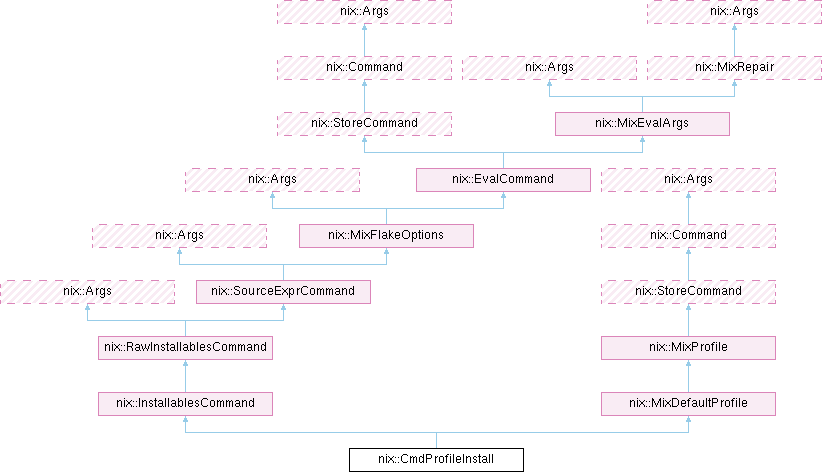 nix::Args
nix::Args
nix::Command
nix::Args
nix::MixRepair
nix::StoreCommand
nix::MixEvalArgs
nix::Args
nix::EvalCommand
nix::Args
nix::Args
nix::MixFlakeOptions
nix::Command
nix::Args
nix::SourceExprCommand
nix::StoreCommand
nix::RawInstallablesCommand
nix::MixProfile
nix::InstallablesCommand
nix::MixDefaultProfile
nix::CmdProfileInstall